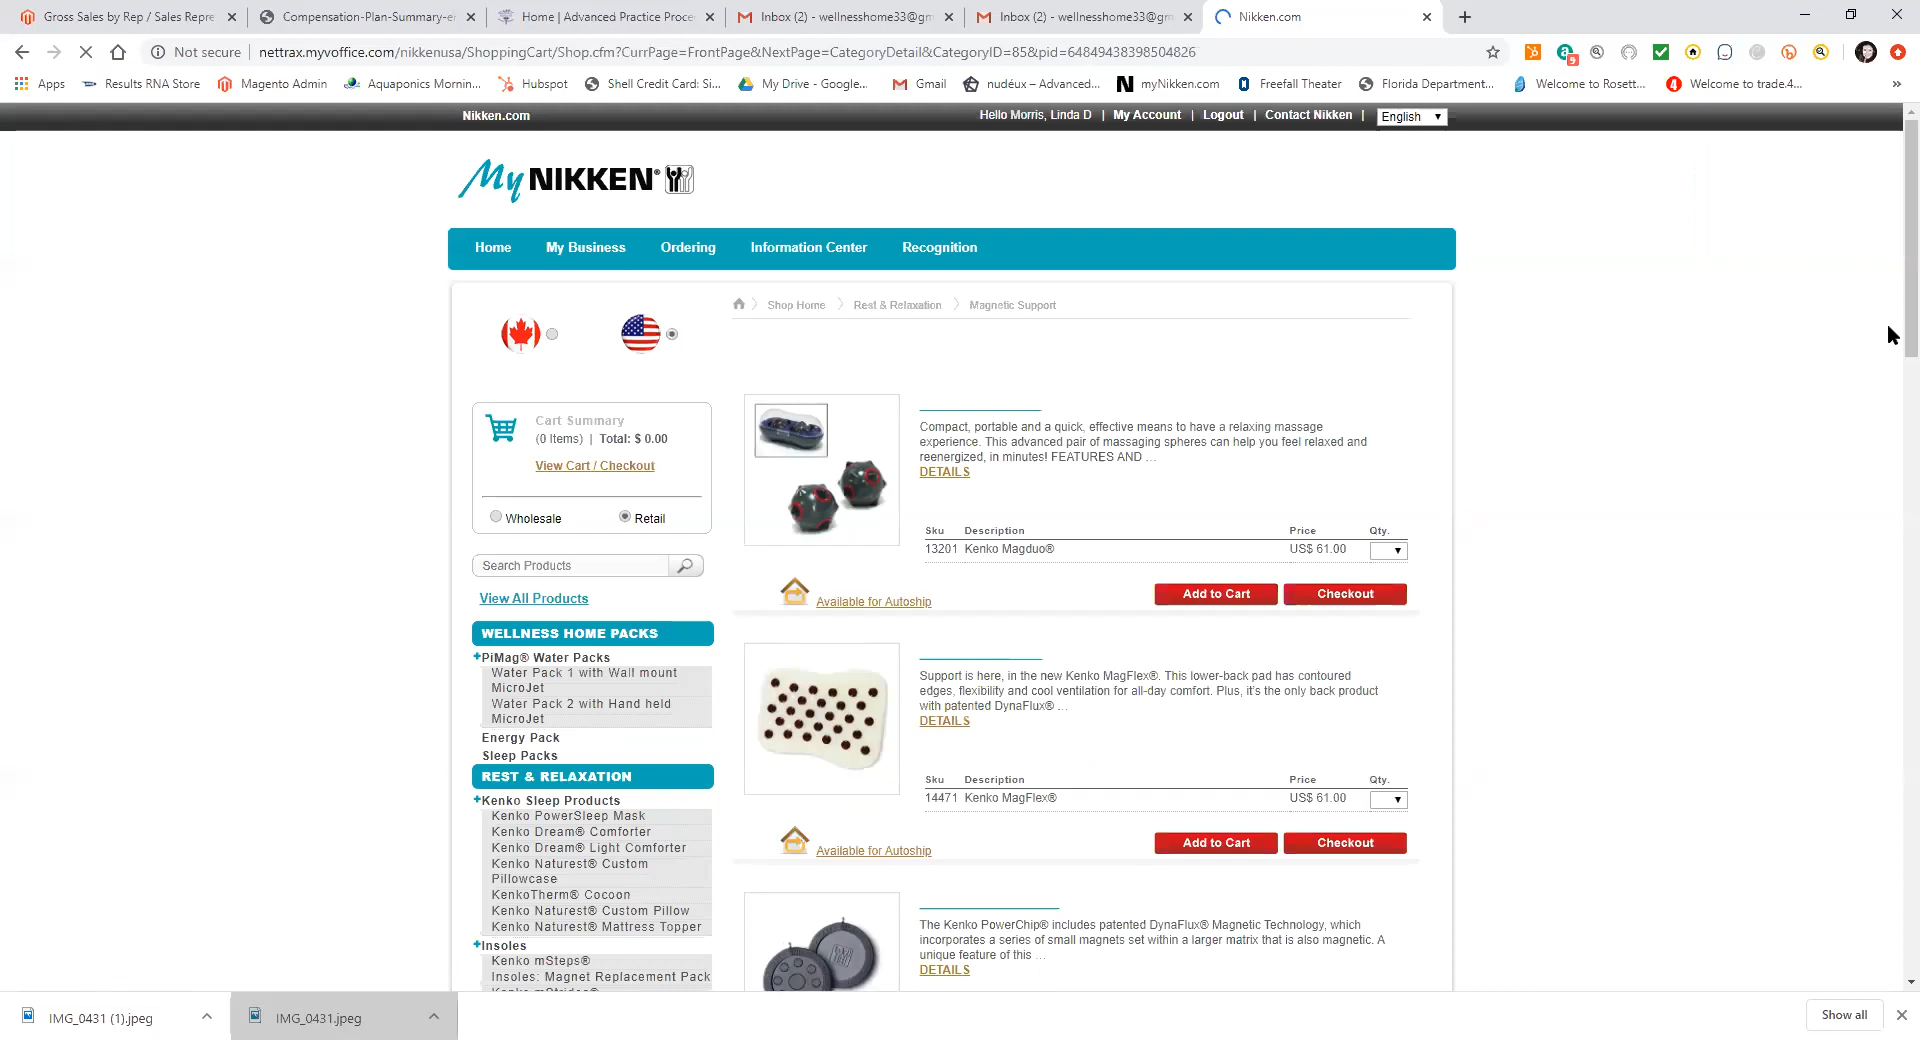 Gross Sales by Rep / Sales Repre
Compensation-Plan-Summary-e
Home | Advanced Practice Proce
Inbox (2) - wellnesshome33@gm
Inbox (2) - wellnesshome33@gm
Nikken.com
Not secure
nettrax.myvoffice.com/nikkenusa/ShoppingCart/Shop.cfm?CurrPage=FrontPage&NextPage=CategoryDetail&CategoryID=85&pid=64849438398504826
9
Apps
Results RNA Store
Magento Admin
Aquaponics Mornin...
Hubspot
Shell Credit Card: Si...
My Drive - Google...
Gmail
nudéux – Advanced...
myNikken.com
Freefall Theater
Florida Department...
Welcome to Rosett...
Welcome to trade.4...
»
Nikken.com
Hello Morris, Linda D | My Account | Logout | Contact Nikken |
English
My NIKKEN®
Home
My Business
Ordering
Information Center
Recognition
Shop Home
Rest & Relaxation
Magnetic Support
Cart Summary
(0 Items) | Total: $ 0.00
View Cart / Checkout
Wholesale
Retail
Search Products
View All Products
WELLNESS HOME PACKS
+PiMag® Water Packs
Water Pack 1 with Wall mount
MicroJet
Water Pack 2 with Hand held
MicroJet
Energy Pack
Sleep Packs
REST & RELAXATION
+Kenko Sleep Products
Kenko PowerSleep Mask
Kenko Dream® Comforter
Kenko Dream® Light Comforter
Kenko Naturest® Custom
Pillowcase
KenkoTherm® Cocoon
Kenko Naturest® Custom Pillow
Kenko Naturest® Mattress Topper
+Insoles
Kenko mSteps®
Insoles: Magnet Replacement Pack
Compact, portable and a quick, effective means to have a relaxing massage
experience. This advanced pair of massaging spheres can help you feel relaxed and
reenergized, in minutes! FEATURES AND ...
DETAILS
Sku Description Price Qty.
13201 Kenko Magduo® US$ 61.00
Available for Autoship
Add to Cart
Checkout
Support is here, in the new Kenko MagFlex®. This lower-back pad has contoured
edges, flexibility and cool ventilation for all-day comfort. Plus, it's the only back product
with patented DynaFlux® ...
DETAILS
Sku Description Price Qty.
14471 Kenko MagFlex® US$ 61.00
Available for Autoship
Add to Cart
Checkout
The Kenko PowerChip® includes patented DynaFlux® Magnetic Technology, which
incorporates a series of small magnets set within a larger matrix that is also magnetic. A
unique feature of this ...
DETAILS
IMG_0431 (1).jpeg
IMG_0431.jpeg
Show all